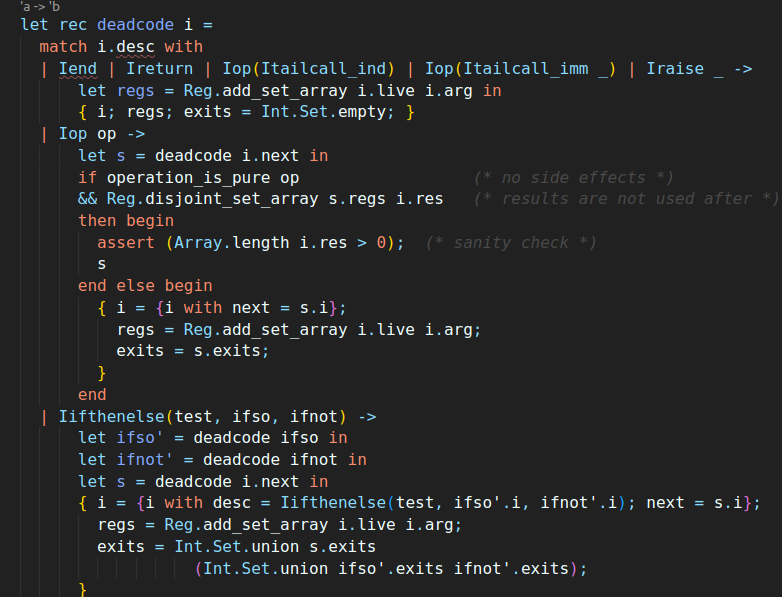 'a -> 'b
let rec deadcode i =
  match i.desc with
  | Iend | Ireturn | Iop(Itailcall_ind) | Iop(Itailcall_imm _) | Iraise _ ->
      let regs = Reg.add_set_array i.live i.arg in
      { i; regs; exits = Int.Set.empty; }
  | Iop op ->
      let s = deadcode i.next in
      if operation_is_pure op                  (* no side effects *)
      && Reg.disjoint_set_array s.regs i.res   (* results are not used after *)
      then begin
        assert (Array.length i.res > 0);  (* sanity check *)
        s
      end else begin
        { i = {i with next = s.i};
          regs = Reg.add_set_array i.live i.arg;
          exits = s.exits;
        }
      end
  | Iifthenelse(test, ifso, ifnot) ->
      let ifso' = deadcode ifso in
      let ifnot' = deadcode ifnot in
      let s = deadcode i.next in
      { i = {i with desc = Iifthenelse(test, ifso'.i, ifnot'.i); next = s.i};
        regs = Reg.add_set_array i.live i.arg;
        exits = Int.Set.union s.exits
                  (Int.Set.union ifso'.exits ifnot'.exits);
      }